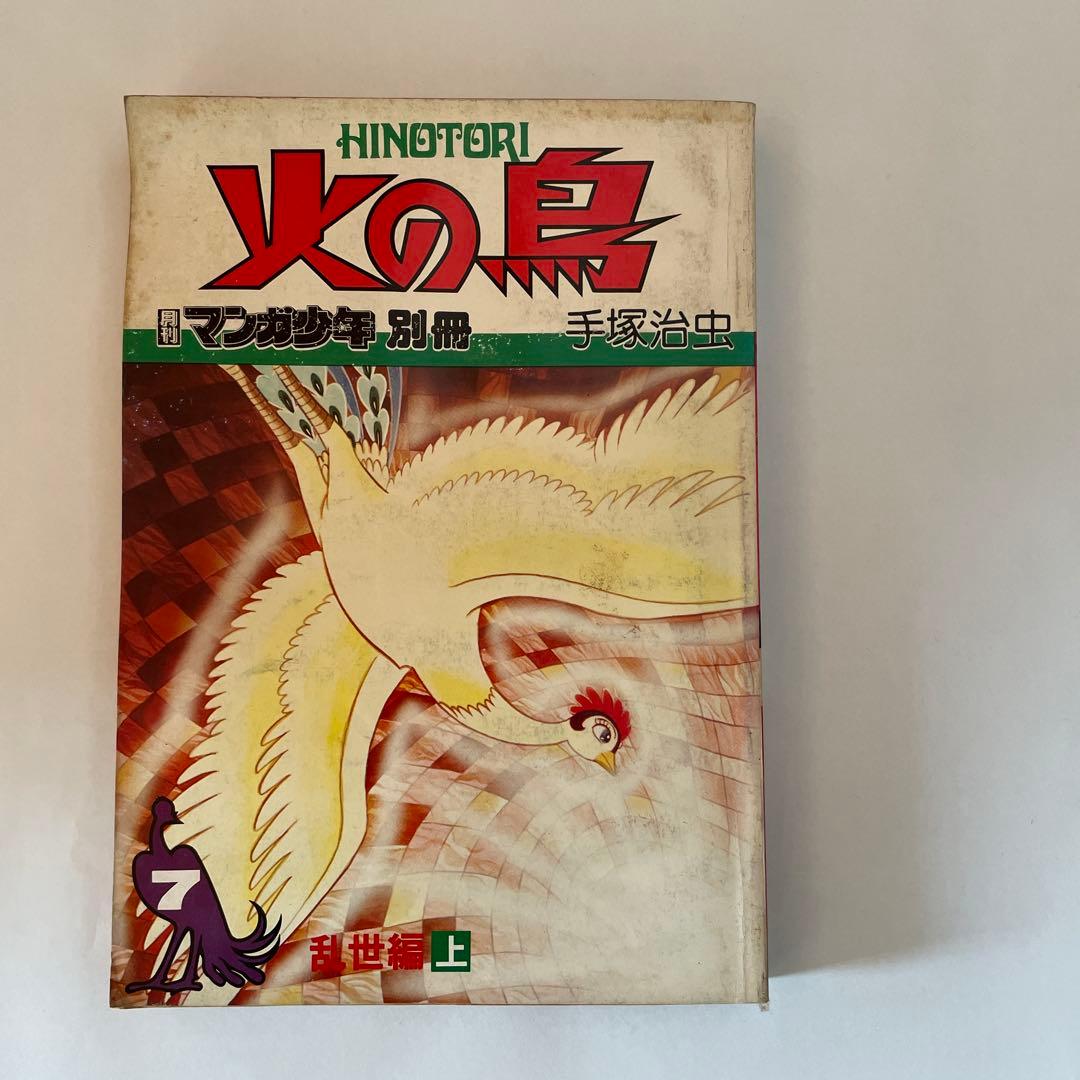 HINOTORI
火の鳥
月刊 マンガ少年 別冊 手塚治虫
7
乱世編 上